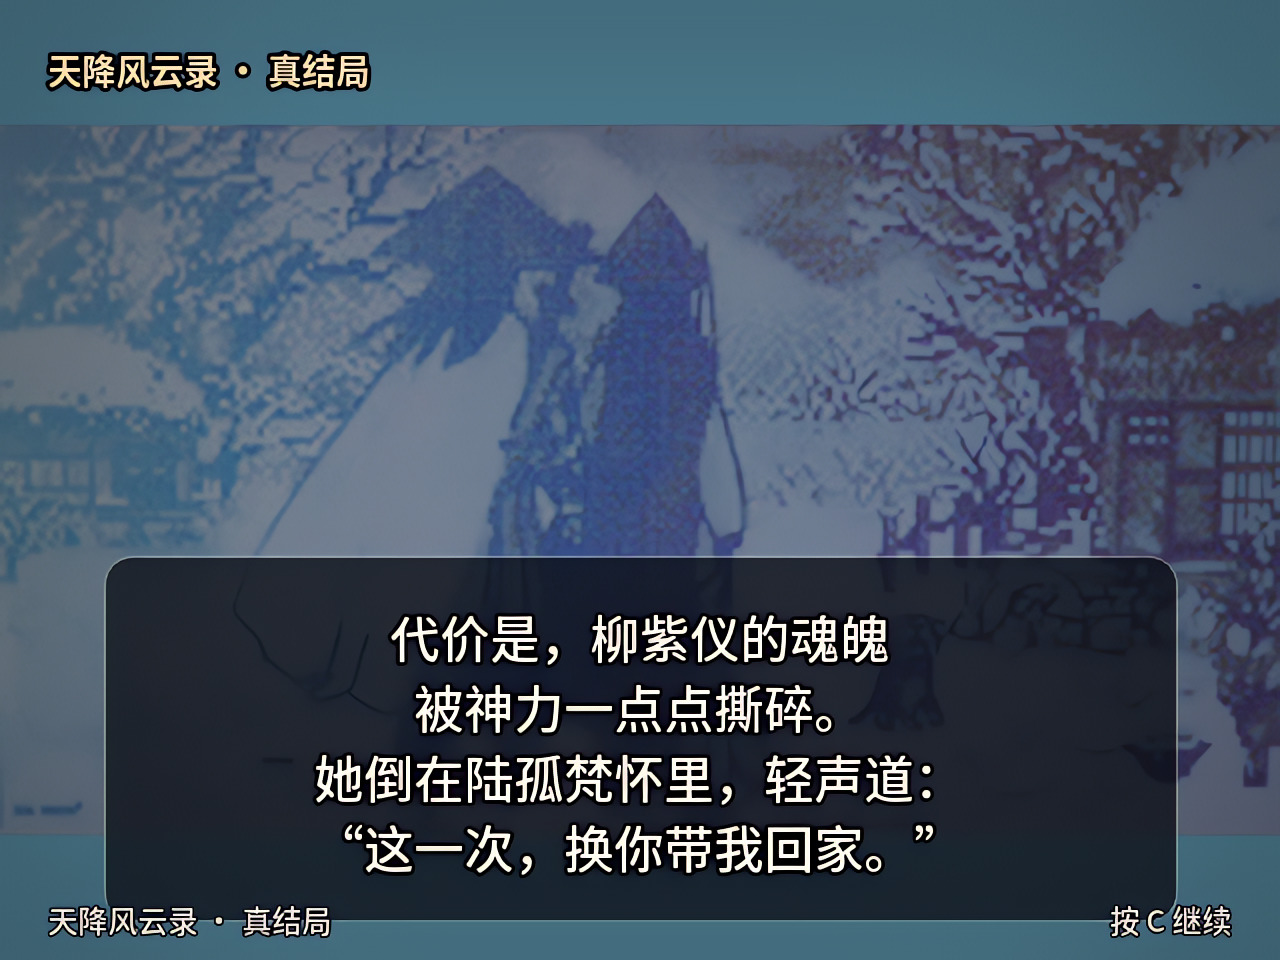 天降风云录 · 真结局
代价是，柳紫仪的魂魄
被神力一点点撕碎。
她倒在陆孤梵怀里，轻声道：
“这一次，换你带我回家。”
天降风云录 · 真结局
按 C 继续